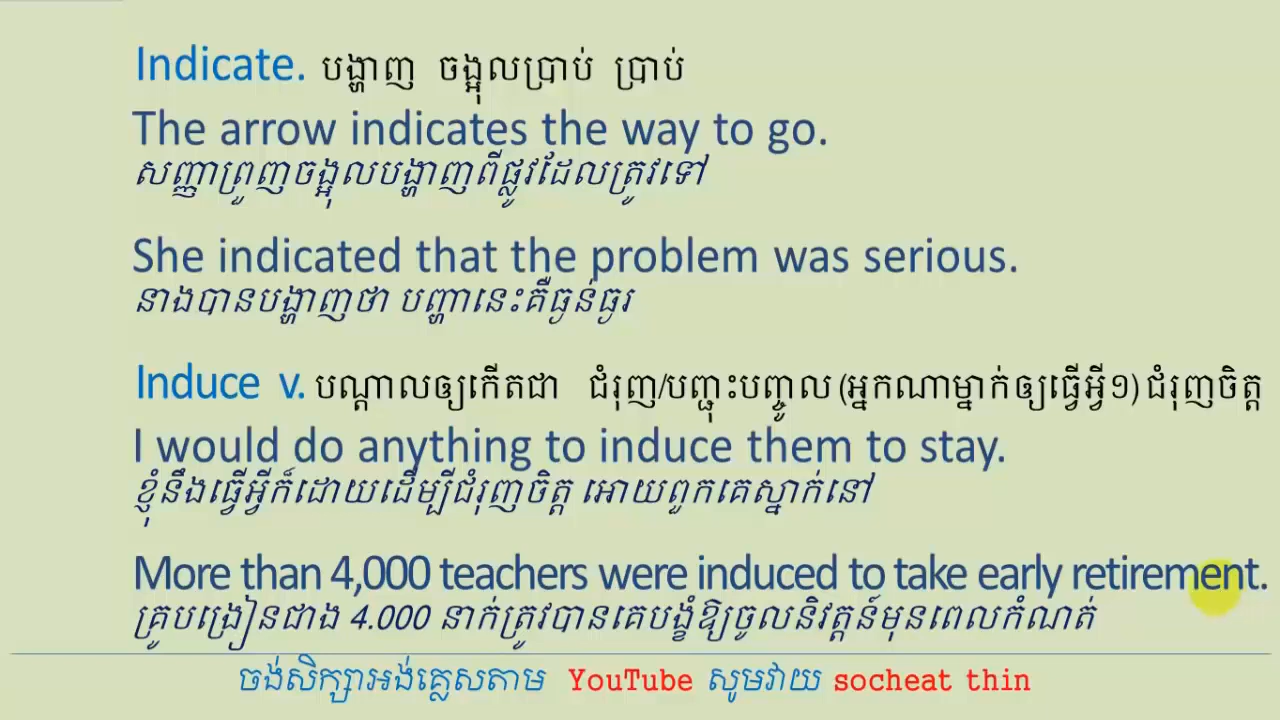 Indicate. បង្ហាញ ចង្អុលប្រាប់ ប្រាប់
The arrow indicates the way to go.
សញ្ញាព្រួញចង្អុលបង្ហាញពីផ្លូវដែលត្រូវទៅ
She indicated that the problem was serious.
នាងបានបង្ហាញថា បញ្ហានេះគឺធ្ងន់ធ្ងរ
Induce v. បណ្តាលឲ្យកើតជា ជំរុញ/បញ្ជុះបញ្ចូល (អ្នកណាម្នាក់ឲ្យធ្វើអ្វី១) ជំរុញចិត្ត
I would do anything to induce them to stay.
ខ្ញុំនឹងធ្វើអ្វីក៏ដោយដើម្បីជំរុញចិត្ត អោយពួកគេស្នាក់នៅ
More than 4,000 teachers were induced to take early retirement.
គ្រូបង្រៀនជាង 4.000 នាក់ត្រូវបានគេបង្ខំឱ្យចូលនិវត្តន៍មុនពេលកំណត់
ចង់សិក្សាអង់គ្លេសតាម YouTube សូមវាយ socheat thin